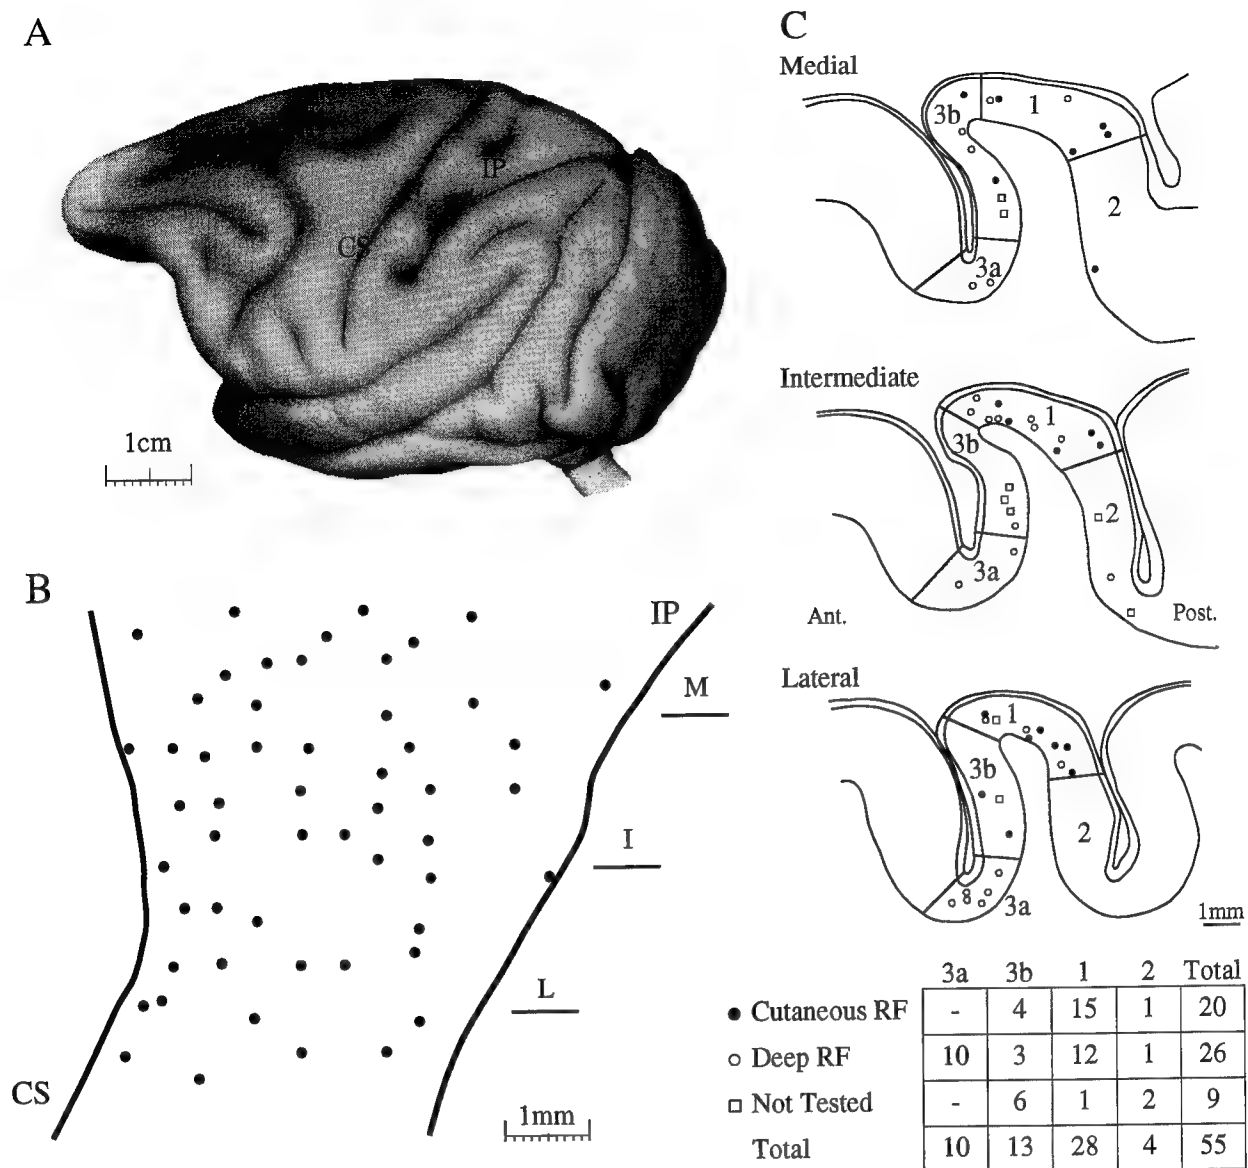 A
IP
CS
1cm
B
IP
M
I
L
CS
1mm
C
Medial
3b
1
2
3a
Intermediate
1
3b
2
3a
Ant.
Post.
Lateral
1
3b
2
3a
1mm
3a 3b 1 2 Total
Cutaneous RF - 4 15 1 20
Deep RF 10 3 12 1 26
Not Tested - 6 1 2 9
Total 10 13 28 4 55